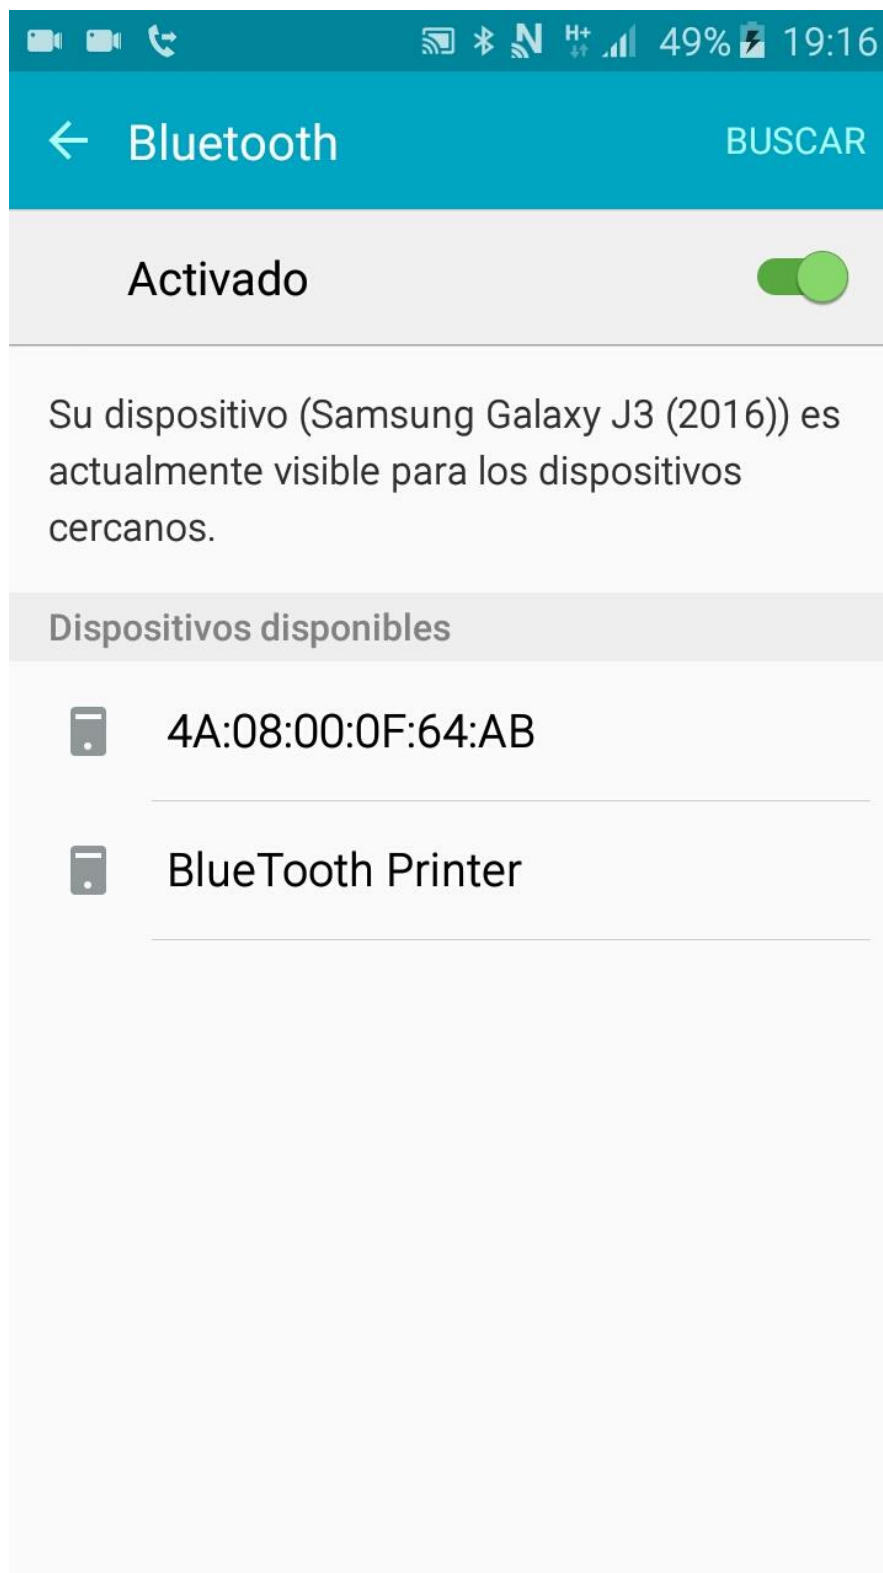 H+ 49% 19:16
Bluetooth BUSCAR
Activado
Su dispositivo (Samsung Galaxy J3 (2016)) es
actualmente visible para los dispositivos
cercanos.
Dispositivos disponibles
4A:08:00:0F:64:AB
BlueTooth Printer